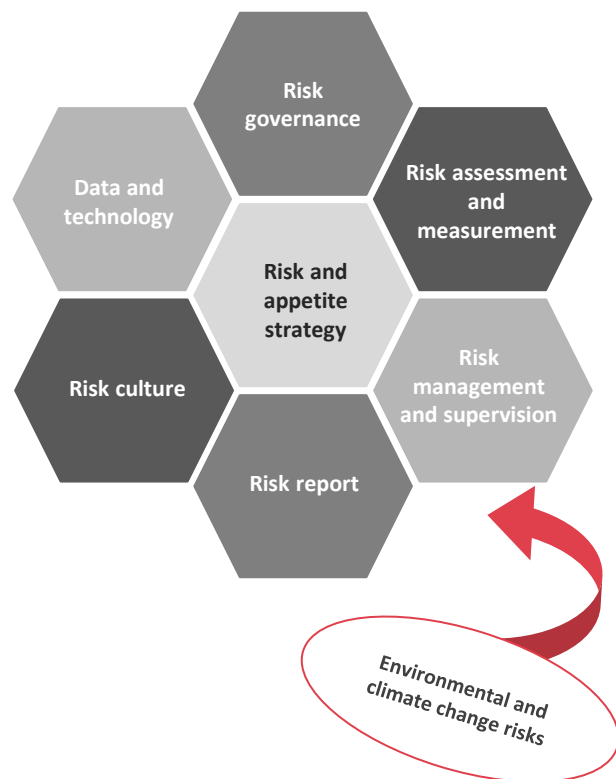 Risk
governance
Data and
technology
Risk assessment
and
measurement
Risk and
appetite
strategy
Risk culture
Risk
management
and supervision
Risk report
Environmental and
climate change risks